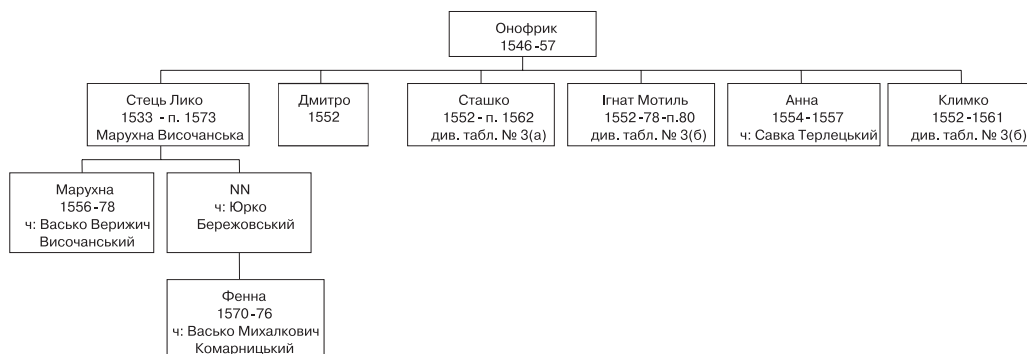 Онофрик
1546-57
Стець Лико
1533 - п. 1573
Марухна Височанська
Дмитро
1552
Сташко
1552- п. 1562
див. табл. № 3(а)
Ігнат Мотиль
1552-78-п.80
див. табл. № 3(б)
Анна
1554-1557
ч: Савка Терлецький
Климко
1552-1561
див. табл. № 3(б)
Марухна
1556-78
ч: Васько Верижич
Височанський
NN
ч: Юрко
Бережовський
Фенна
1570-76
ч: Васько Михалкович
Комарницький